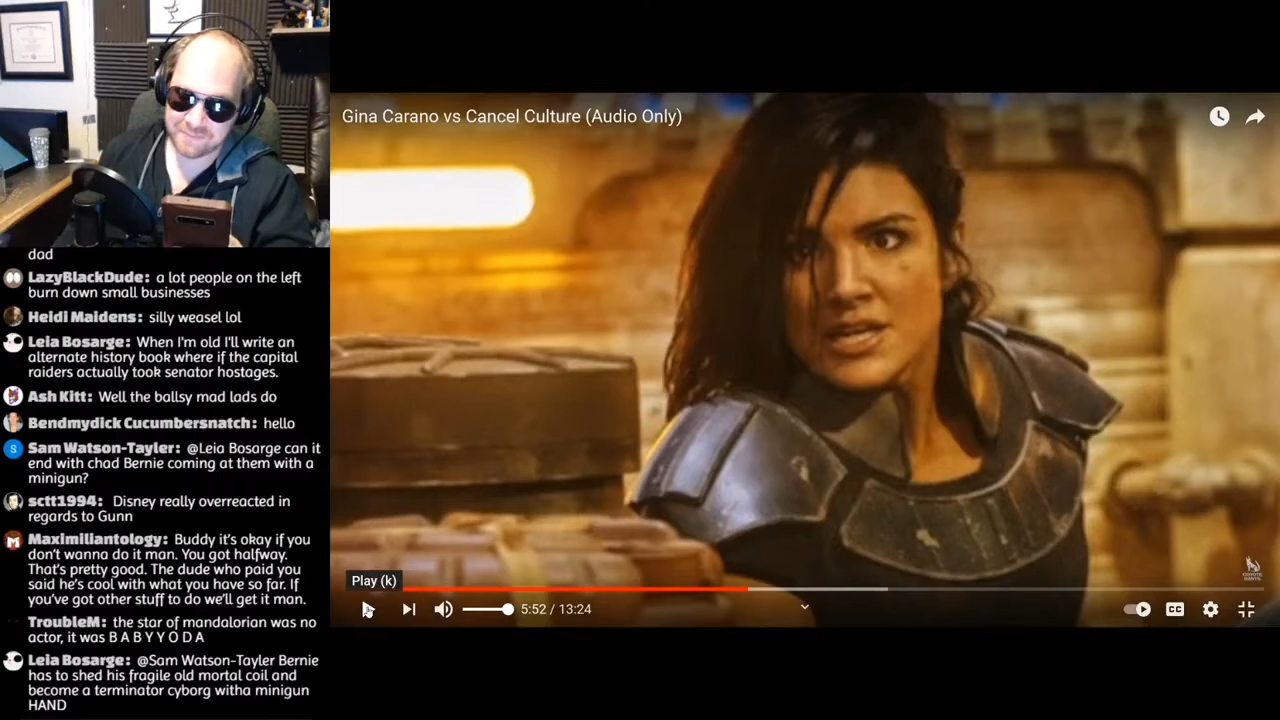 Gina Carano vs Cancel Culture (Audio Only)
dad
LazyBlackDude: a lot people on the left
burn down small businesses
Heidi Maidens: silly weasel lol
Leia Bosarge: When I'm old I'll write an
alternate history book where if the capital
raiders actually took senator hostages.
Ash Kitt: Well the ballsy mad lads do
Bendmydick Cucumbersnatch: hello
S
Sam Watson-Tayler: @Leia Bosarge can it
end with chad Bernie coming at them with a
minigun?
sctt1994: Disney really overreacted in
regards to Gunn
Maximiliantology: Buddy it's okay if you
don't wanna do it man. You got halfway.
That's pretty good. The dude who paid you
said he's cool with what you have so far. If
you've got other stuff to do we'll get it man.
TroubleM: the star of mandalorian was no
actor, it was B A B Y Y O D A
Leia Bosarge: @Sam Watson-Tayler Bernie
has to shed his fragile old mortal coil and
become a terminator cyborg witha minigun
HAND
Play (k)
5:52 / 13:24
CC